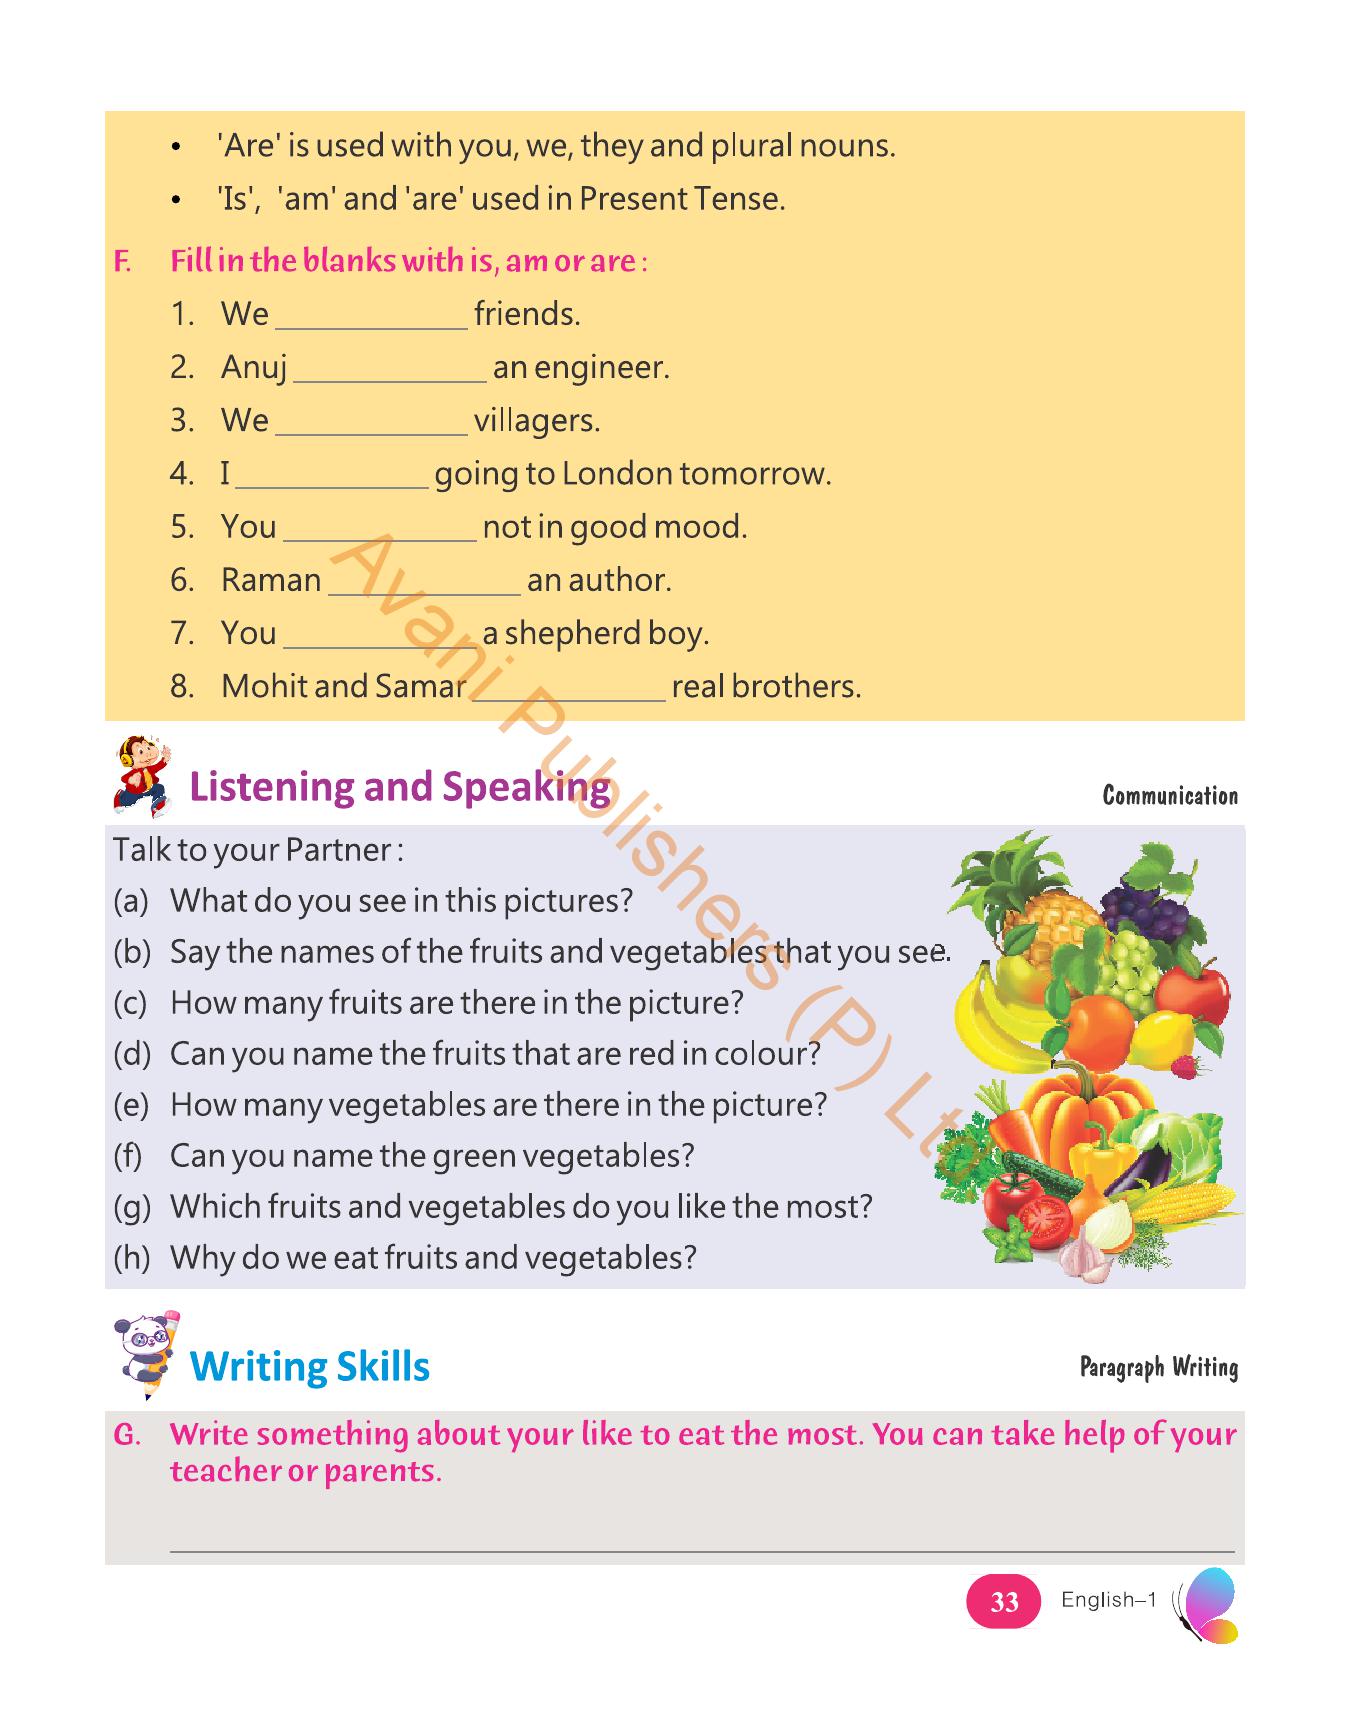 • 'Are' is used with you, we, they and plural nouns.
• 'Is', 'am' and 'are' used in Present Tense.
F. Fill in the blanks with is, am or are :
1. We ____________ friends.
2. Anuj ____________ an engineer.
3. We ____________ villagers.
4. I ____________ going to London tomorrow.
5. You ____________ not in good mood.
6. Raman ____________ an author.
7. You ____________ a shepherd boy.
8. Mohit and Samar ____________ real brothers.
Listening and Speaking
Communication
Talk to your Partner :
(a) What do you see in this pictures?
(b) Say the names of the fruits and vegetables that you see.
(c) How many fruits are there in the picture?
(d) Can you name the fruits that are red in colour?
(e) How many vegetables are there in the picture?
(f) Can you name the green vegetables?
(g) Which fruits and vegetables do you like the most?
(h) Why do we eat fruits and vegetables?
Writing Skills
Paragraph Writing
G. Write something about your like to eat the most. You can take help of your
teacher or parents.
33 English–1
Avani Publishers (P) Ltd